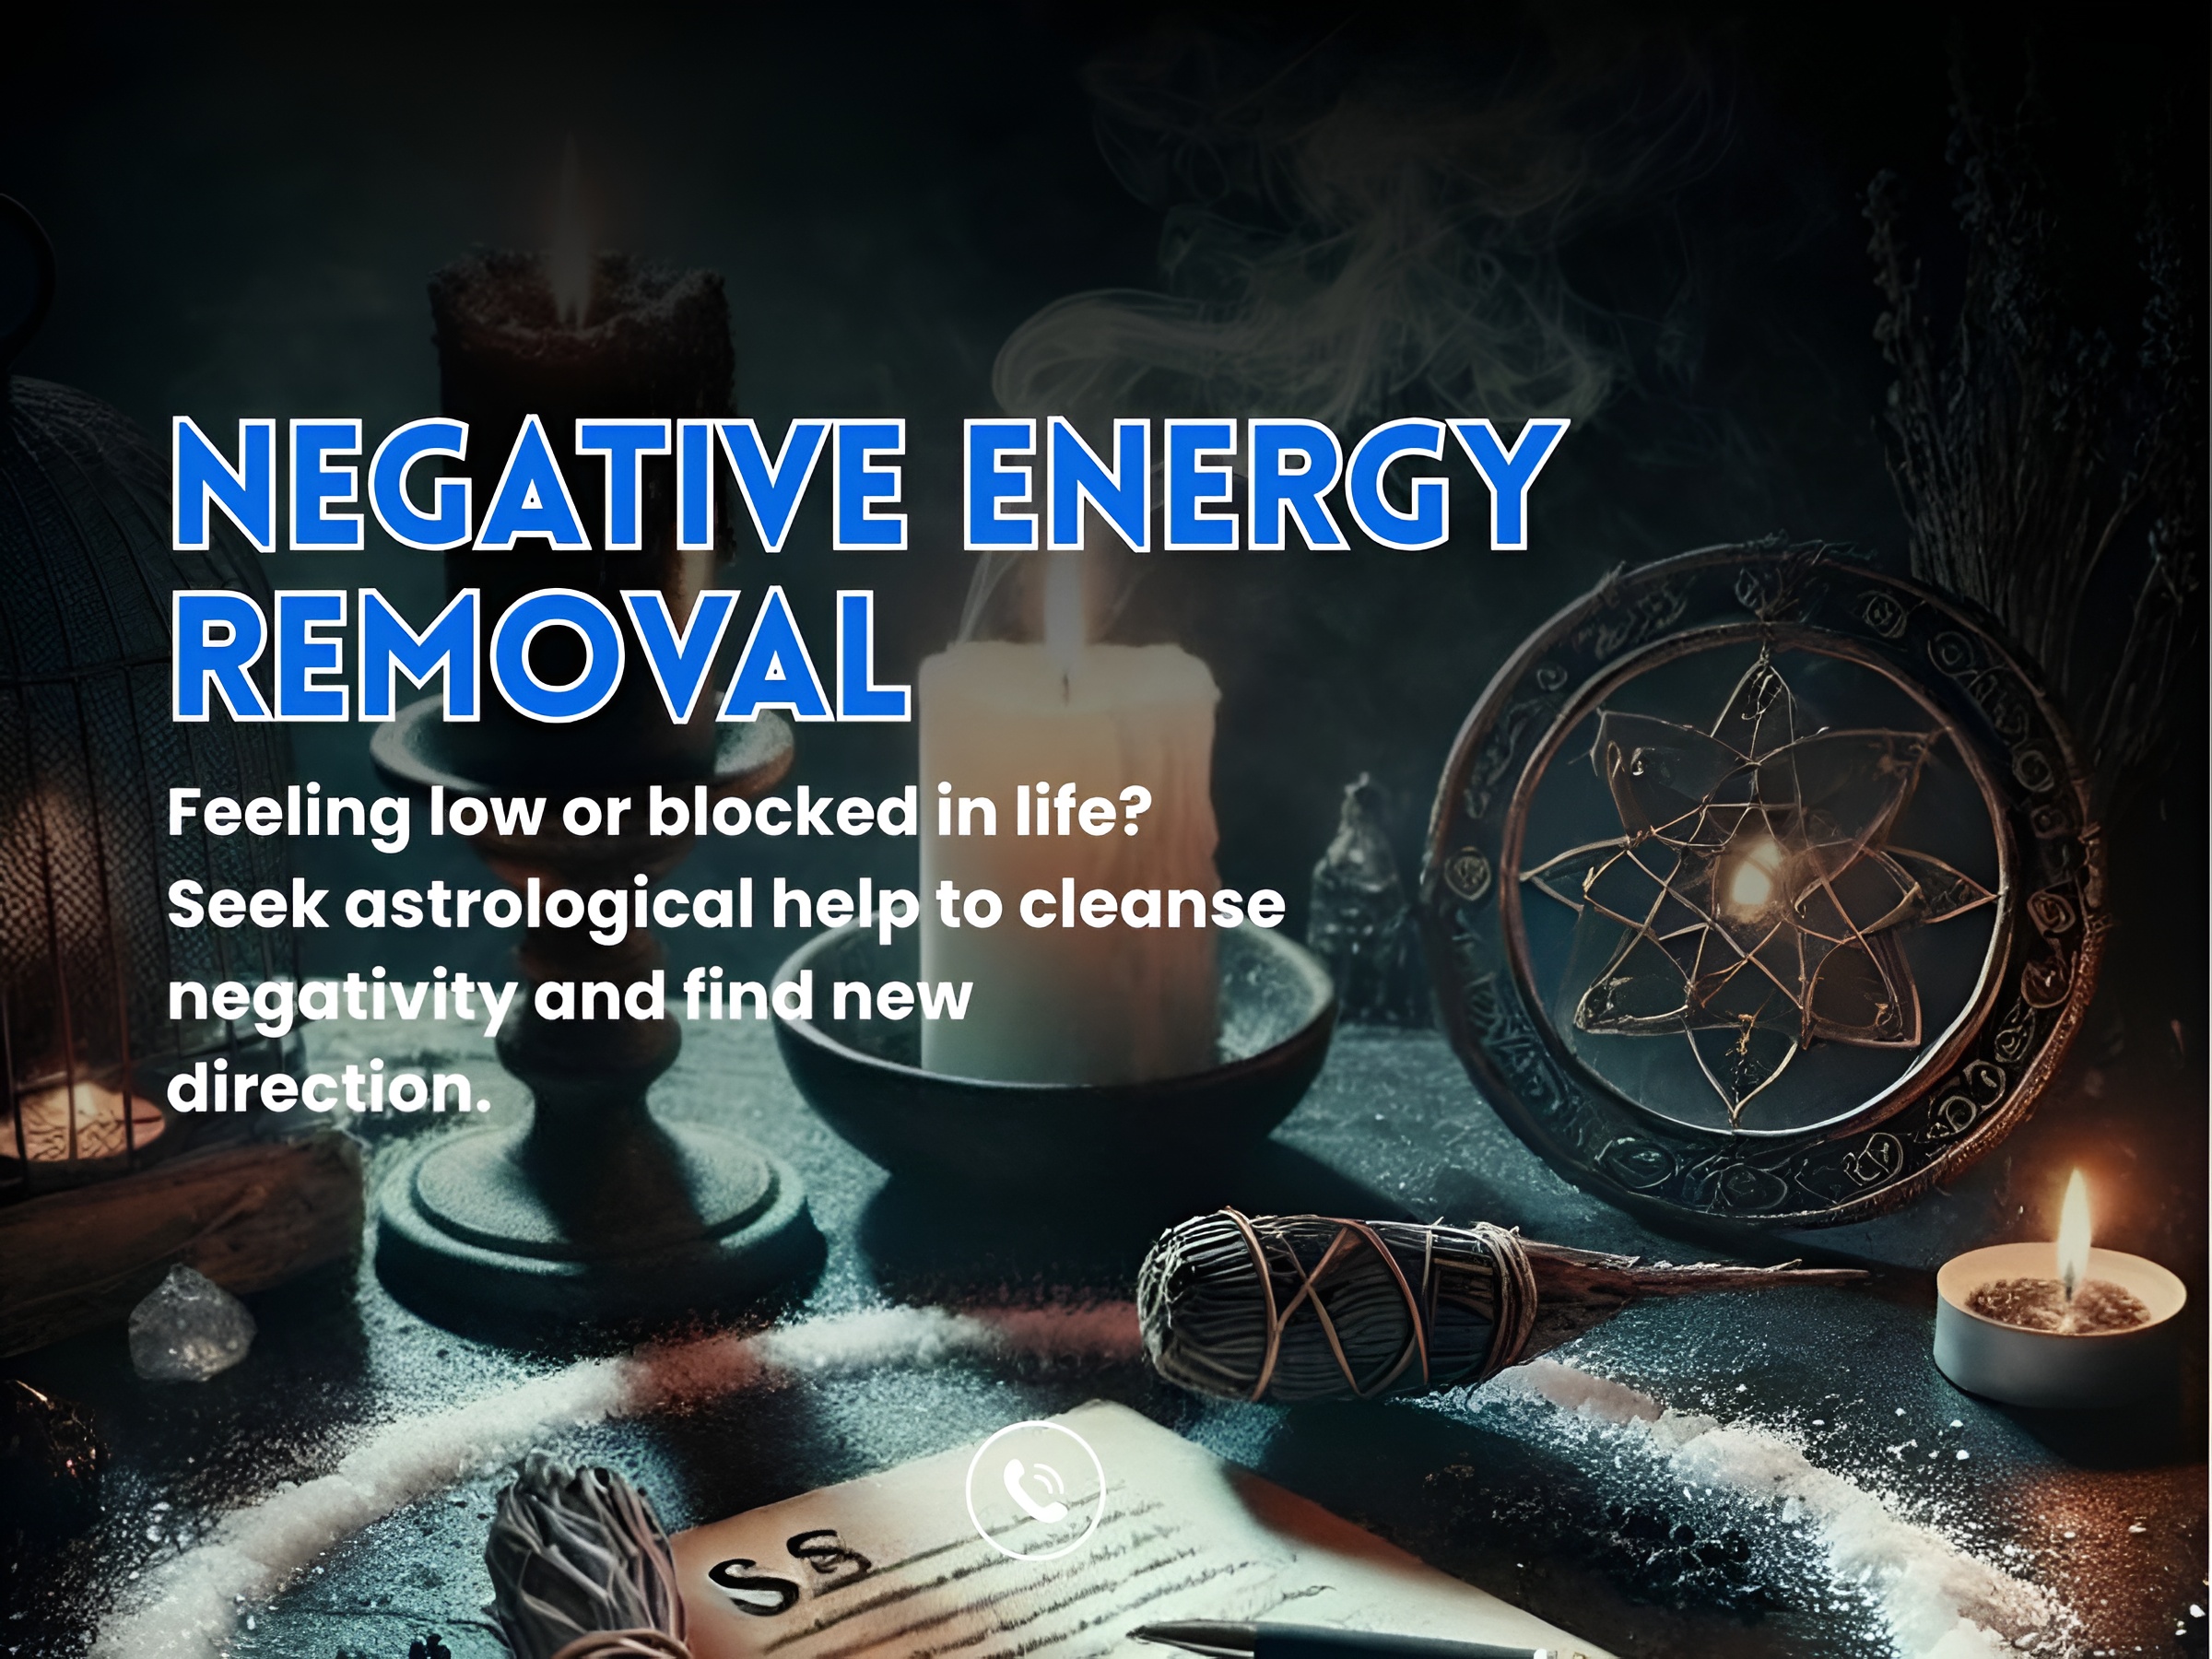 NEGATIVE ENERGY
REMOVAL
Feeling low or blocked in life?
Seek astrological help to cleanse
negativity and find new
direction.